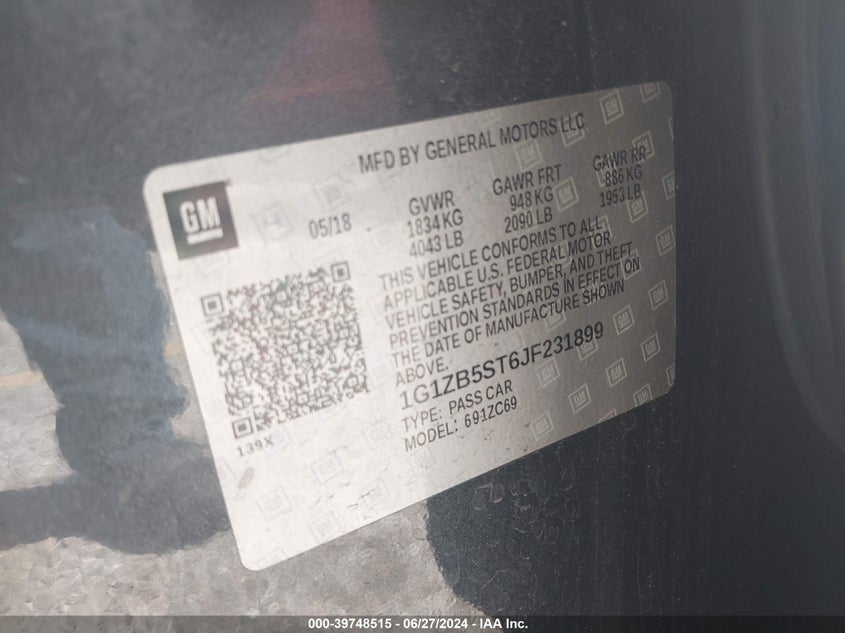 MFD BY GENERAL MOTORS LLC
GM
05/18
GVWR
1834 KG
4043 LB
GAWR FRT
948 KG
2090 LB
GAWR RR
886 KG
1953 LB
THIS VEHICLE CONFORMS TO ALL
APPLICABLE U.S. FEDERAL MOTOR
VEHICLE SAFETY, BUMPER, AND THEFT
PREVENTION STANDARDS IN EFFECT ON
THE DATE OF MANUFACTURE SHOWN
ABOVE.
1G1ZB5ST6JF231899
TYPE: PASS CAR
MODEL: 691ZC69
139X
000-39748515 - 06/27/2024 - IAA Inc.